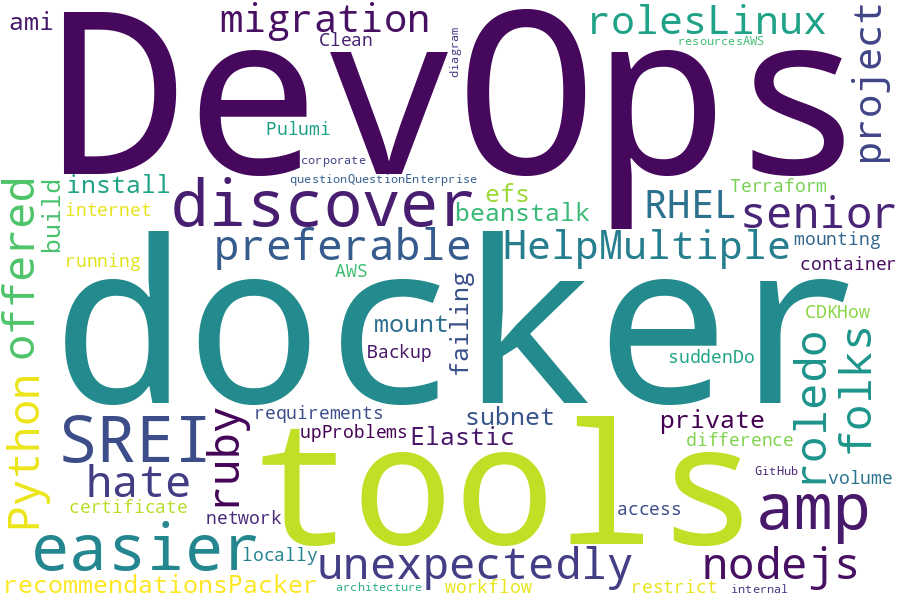 ami
migration
Clean
diagram
rolesLinux
resourcesAWS
project
DevOps
Pulumi
corporate
questionQuestionEnterprise
offered
build
install
internet
running
discover
efs
beanstalk
RHEL
Terraform
senior
preferable
HelpMultiple
mounting
container
AWS
docker
mount
Backup
failing
suddenDo
CDKHow
roledo
folks
Python
SREI
hate
certificate
ruby
requirements
upProblems
Elastic
subnet
private
difference
GitHub
volume
tools
network
access
amp
easier
locally
unexpectedly
nodejs
recommendationsPacker
architecture
workflow
restrict
internal